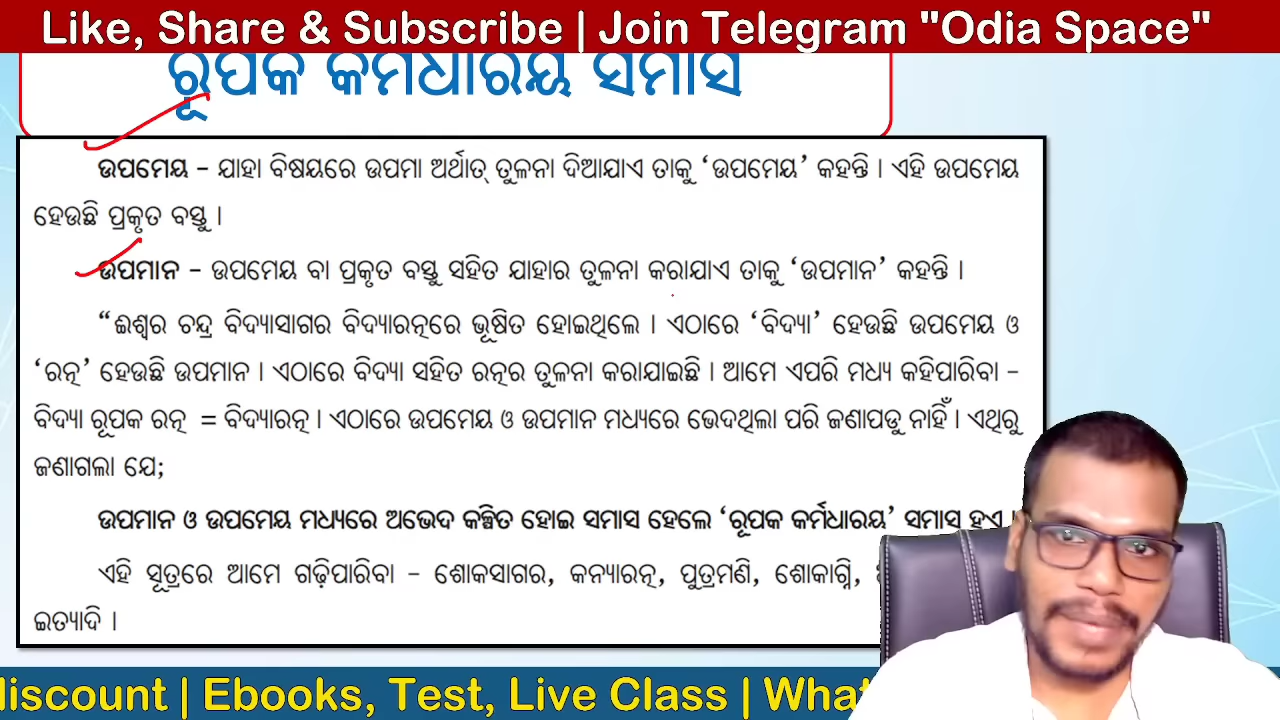 Like, Share & Subscribe | Join Telegram "Odia Space"
ରୂପକ କର୍ମଧାରୟ ସମାସ
ଉପମେୟ – ଯାହା ବିଷୟରେ ଉପମା ଅର୍ଥାତ୍ ତୁଳନା ଦିଆଯାଏ ତାକୁ ‘ଉପମେୟ’ କହନ୍ତି । ଏହି ଉପମେୟ
ହେଉଛି ପ୍ରକୃତ ବସ୍ତୁ ।
ଉପମାନ – ଉପମେୟ ବା ପ୍ରକୃତ ବସ୍ତୁ ସହିତ ଯାହାର ତୁଳନା କରାଯାଏ ତାକୁ ‘ଉପମାନ’ କହନ୍ତି ।
“ଈଶ୍ୱର ଚନ୍ଦ୍ର ବିଦ୍ୟାସାଗର ବିଦ୍ୟାରତ୍ନରେ ଭୂଷିତ ହୋଇଥିଲେ । ଏଠାରେ ‘ବିଦ୍ୟା’ ହେଉଛି ଉପମେୟ ଓ
‘ରତ୍ନ’ ହେଉଛି ଉପମାନ । ଏଠାରେ ବିଦ୍ୟା ସହିତ ରତ୍ନର ତୁଳନା କରାଯାଇଛି । ଆମେ ଏପରି ମଧ୍ୟ କହିପାରିବା –
ବିଦ୍ୟା ରୂପକ ରତ୍ନ = ବିଦ୍ୟାରତ୍ନ । ଏଠାରେ ଉପମେୟ ଓ ଉପମାନ ମଧ୍ୟରେ ଭେଦଥିଲା ପରି ଜଣାପଡୁ ନାହିଁ । ଏଥିରୁ
ଜଣାଗଲା ଯେ;
ଉପମାନ ଓ ଉପମେୟ ମଧ୍ୟରେ ଅଭେଦ କଳ୍ପିତ ହୋଇ ସମାସ ହେଲେ ‘ରୂପକ କର୍ମଧାରୟ’ ସମାସ ହୁଏ ।
ଏହି ସୂତ୍ରରେ ଆମେ ଗଢ଼ିପାରିବା – ଶୋକସାଗର, କନ୍ୟାରତ୍ନ, ପୁତ୍ରମଣି, ଶୋକାଗ୍ନି,
ଇତ୍ୟାଦି ।
discount | Ebooks, Test, Live Class |